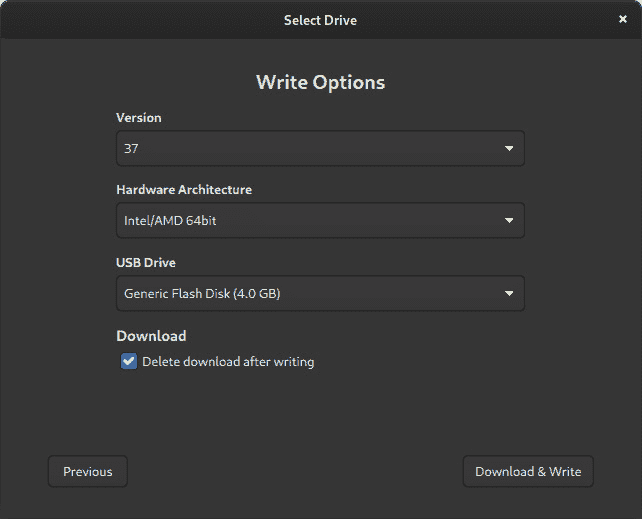 Select Drive
Write Options
Version
37
Hardware Architecture
Intel/AMD 64bit
USB Drive
Generic Flash Disk (4.0 GB)
Download
Delete download after writing
Previous
Download & Write